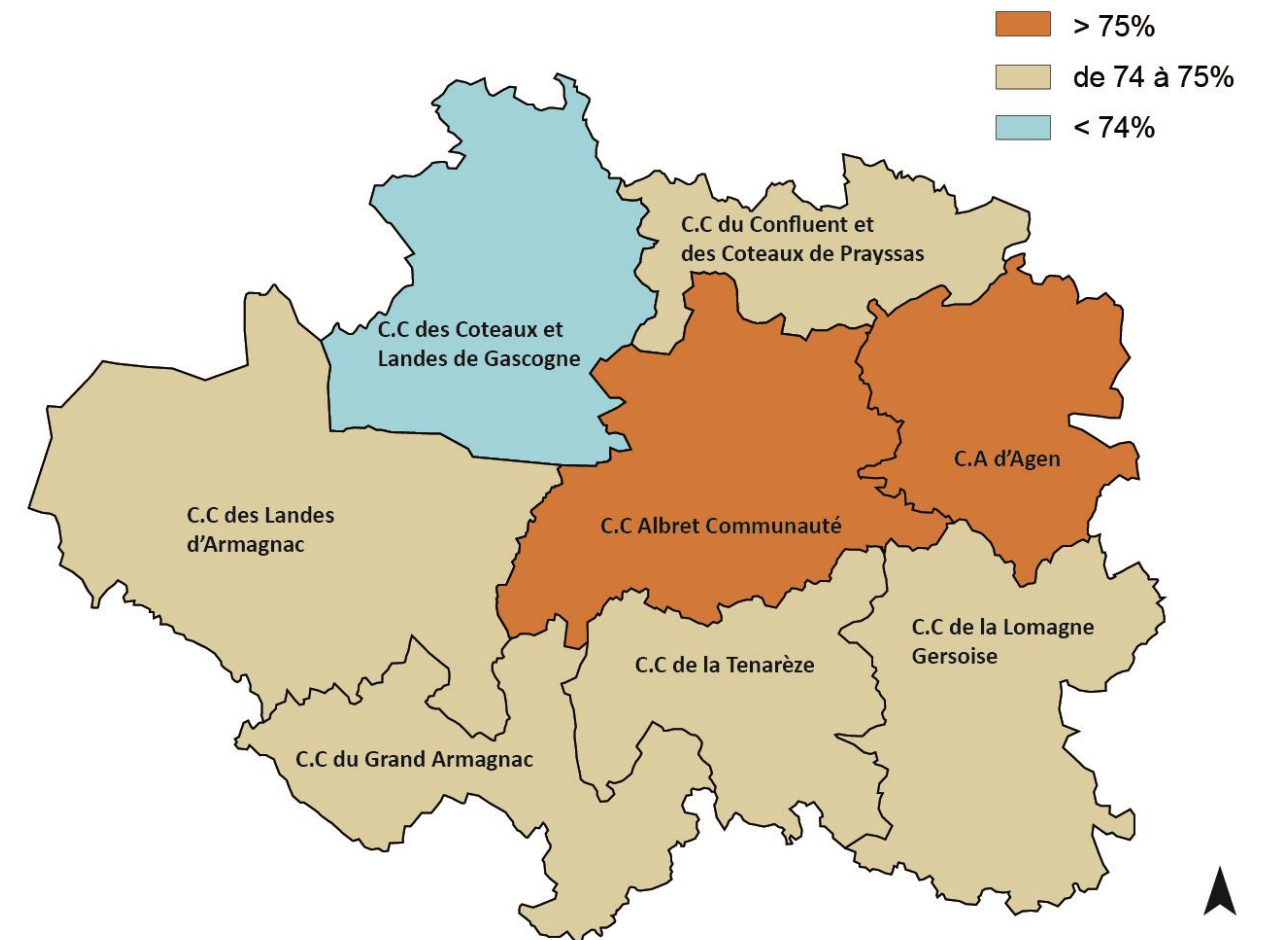 > 75%
de 74 à 75%
< 74%
C.C du Confluent et
des Coteaux de Prayssas
C.C des Coteaux et
Landes de Gascogne
C.A d’Agen
C.C des Landes
d’Armagnac
C.C Albret Communauté
C.C de la Lomagne
Gersoise
C.C de la Tenarèze
C.C du Grand Armagnac